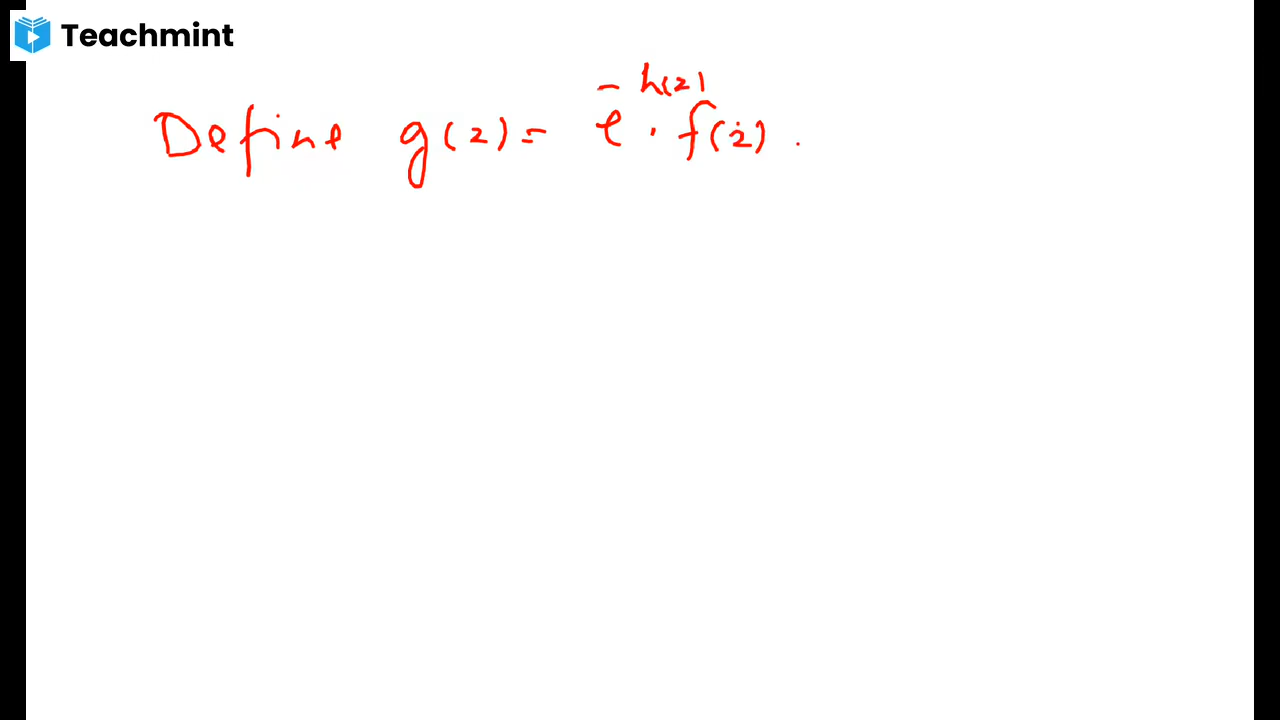 Teachmint
Define g(z) = e^{-h(z)} · f(z).